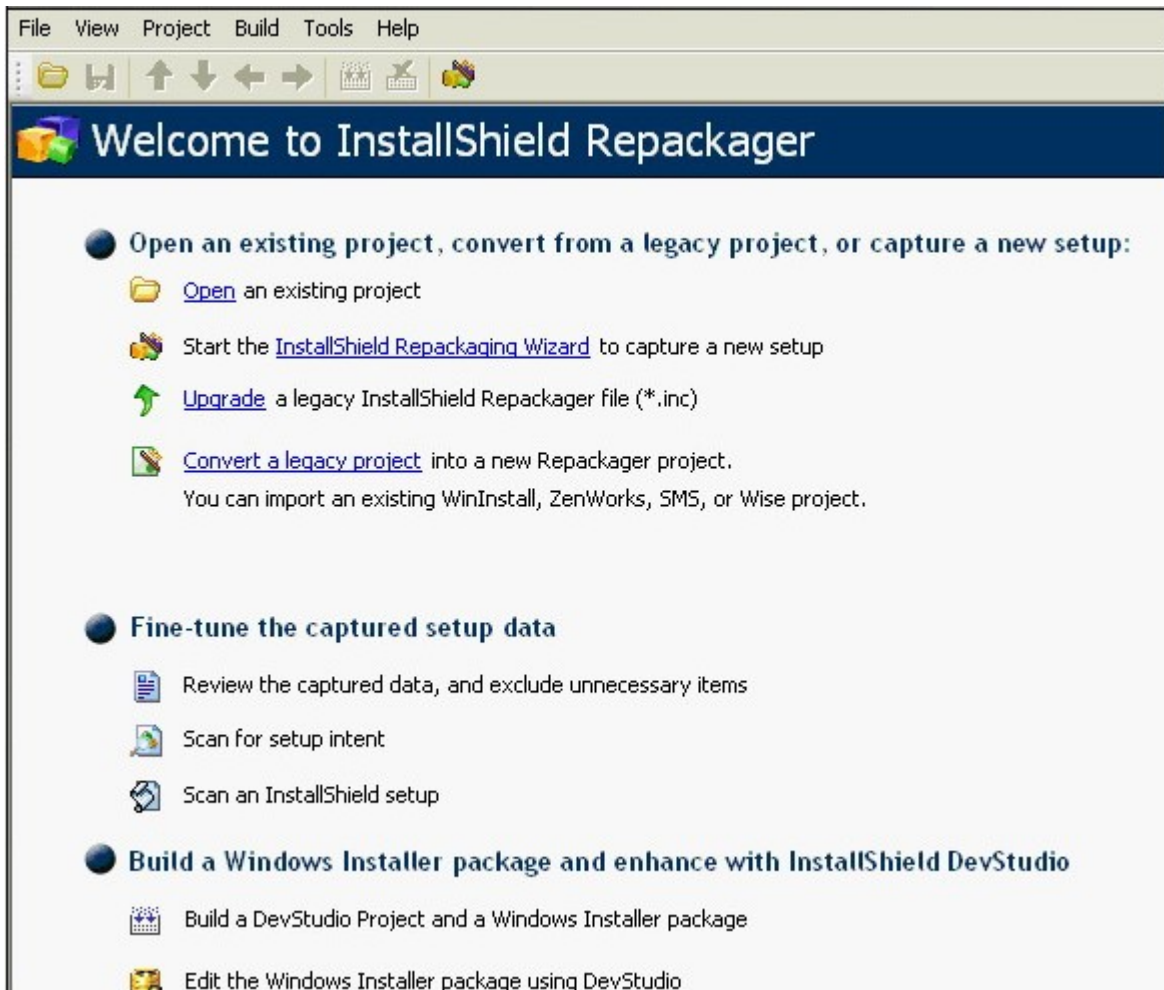 File View Project Build Tools Help
Welcome to InstallShield Repackager
Open an existing project, convert from a legacy project, or capture a new setup:
Open an existing project
Start the InstallShield Repackaging Wizard to capture a new setup
Upgrade a legacy InstallShield Repackager file (*.inc)
Convert a legacy project into a new Repackager project.
You can import an existing WinInstall, ZenWorks, SMS, or Wise project.
Fine-tune the captured setup data
Review the captured data, and exclude unnecessary items
Scan for setup intent
Scan an InstallShield setup
Build a Windows Installer package and enhance with InstallShield DevStudio
Build a DevStudio Project and a Windows Installer package
Edit the Windows Installer package using DevStudio